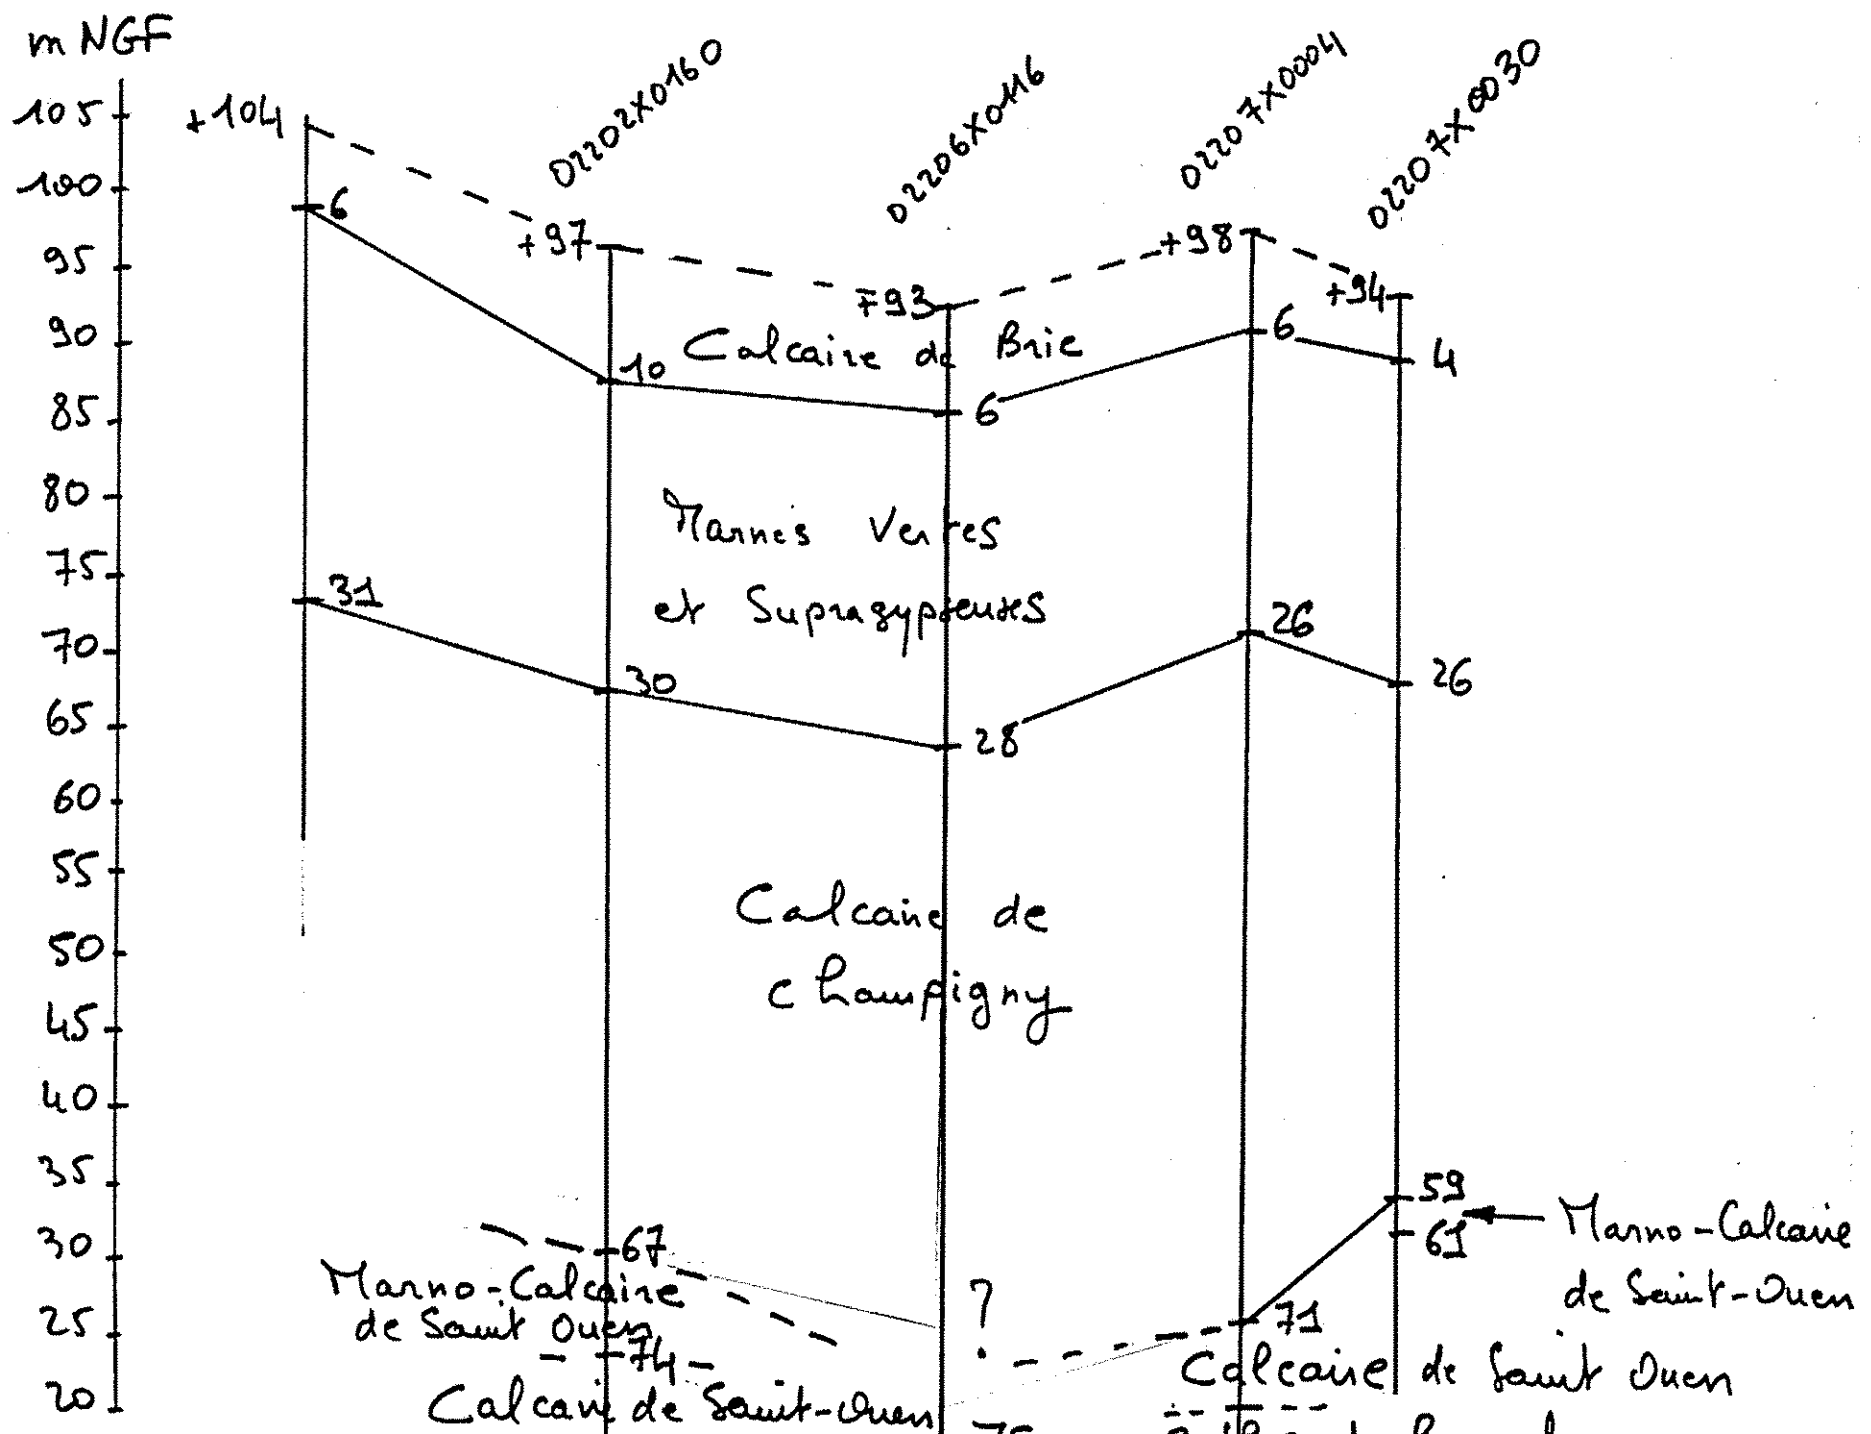 m NGF
02202X0160
02206X0116
02207X0004
02207X0030
105
+104
100
6
+97
+98
95
+93
+94
90
Calcaire de Brie
6
4
10
85
6
80
Marnes Vertes
75
31
et Supragypseuses
26
70
30
26
65
28
60
55
Calcaire de
50
Champigny
45
40
35
59
Marno-Calcaire
61
30
67
de Saint-Ouen
Marno-Calcaire
?
25
de Saint Ouen
71
74
Calcaire de Saint Ouen
20
Calcaire de Saint-Ouen